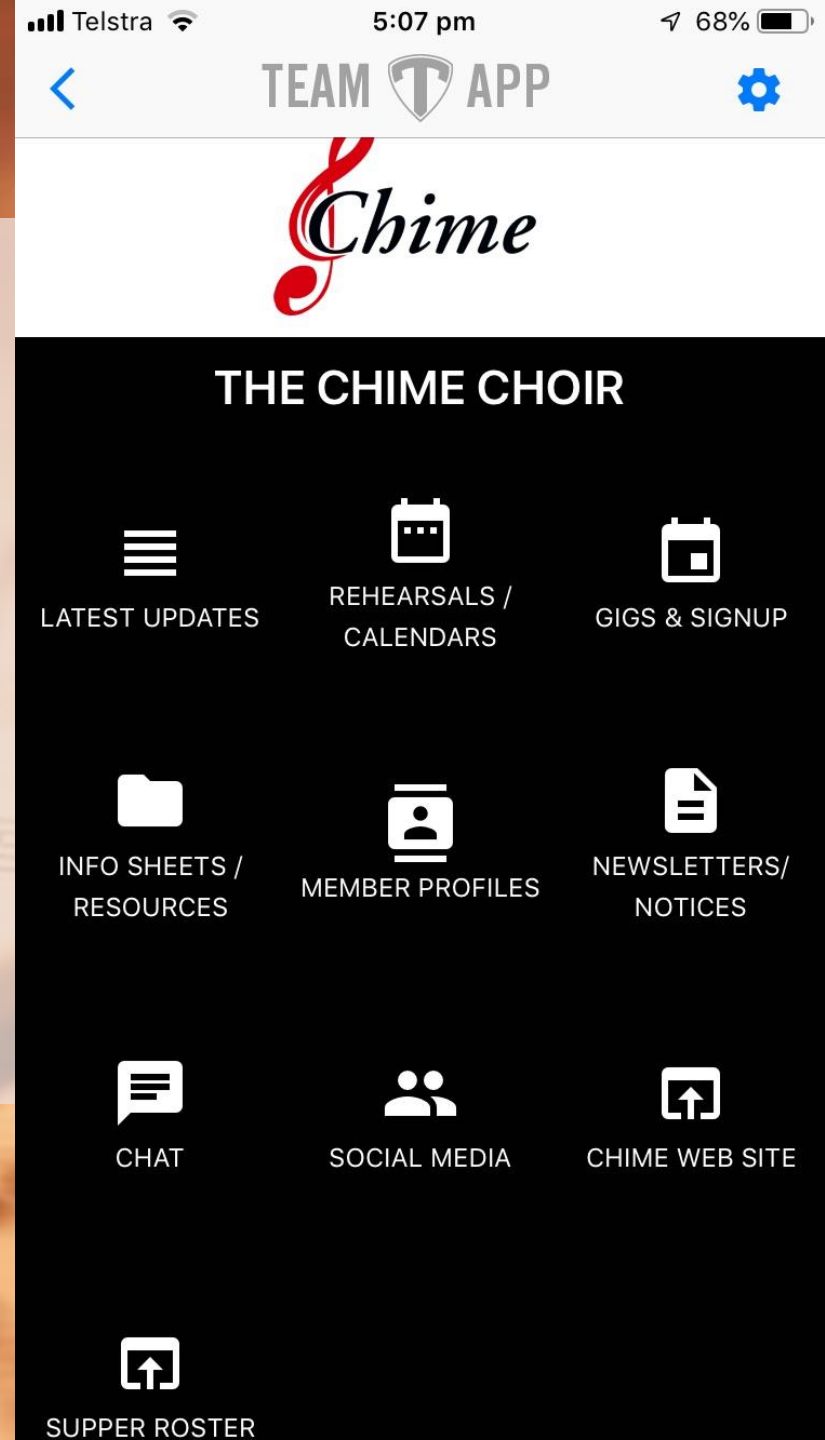 Telstra 5:07 pm 68%
TEAM APP
Chime
THE CHIME CHOIR
LATEST UPDATES
REHEARSALS /
CALENDARS
GIGS & SIGNUP
INFO SHEETS /
RESOURCES
MEMBER PROFILES
NEWSLETTERS/
NOTICES
CHAT
SOCIAL MEDIA
CHIME WEB SITE
SUPPER ROSTER